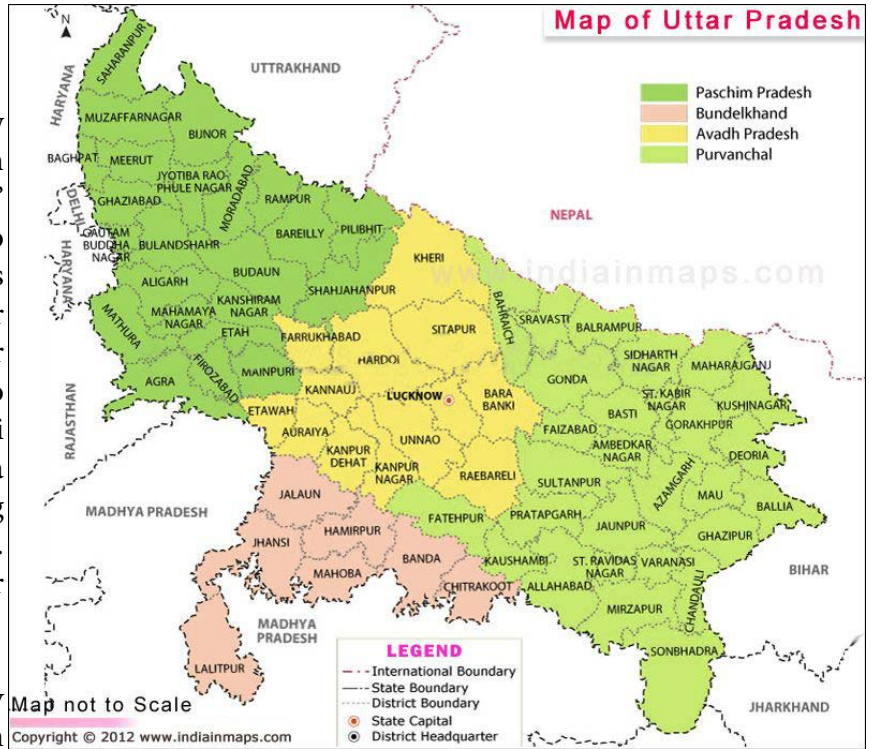 Map of Uttar Pradesh
N
UTTRAKHAND
HARYANA
SAHARANPUR
Paschim Pradesh
Bundelkhand
Avadh Pradesh
Purvanchal
MUZAFFARNAGAR
BIJNOR
BAGHPAT
MEERUT
JYOTIBA RAO
PHULE NAGAR
MORADABAD
RAMPUR
GHAZIABAD
DELHI
NEPAL
GAUTAM
BUDDHA
NAGAR
BULANDSHAHR
BAREILLY
PILIBHIT
HARYANA
KHERI
www.indiainmaps.com
BUDAUN
ALIGARH
SHAHJAHANPUR
BAHRAICH
KANSHIRAM
NAGAR
MAHAMAYA
NAGAR
MATHURA
ETAH
SRAVASTI
BALRAMPUR
FARRUKHABAD
SITAPUR
HARDOI
SIDHARTH
NAGAR
MAHARAJGANJ
AGRA
FIROZABAD
MAINPURI
GONDA
KANNAUJ
LUCKNOW
BARA
BANKI
ST. KABIR
NAGAR
KUSHINAGAR
RAJASTHAN
ETAWAH
BASTI
GORAKHPUR
AURAIYA
UNNAO
FAIZABAD
AMBEDKAR
NAGAR
DEORIA
KANPUR
DEHAT
KANPUR
NAGAR
RAEBARELI
SULTANPUR
AZAMGARH
MAU
BALLIA
JALAUN
MADHYA PRADESH
FATEHPUR
PRATAPGARH
JAUNPUR
GHAZIPUR
HAMIRPUR
JHANSI
BANDA
KAUSHAMBI
ST. RAVIDAS
NAGAR
VARANASI
BIHAR
MAHOBA
CHITRAKOOT
ALLAHABAD
CHANDAULI
MIRZAPUR
MADHYA
PRADESH
SONBHADRA
LALITPUR
LEGEND
International Boundary
State Boundary
District Boundary
State Capital
District Headquarter
JHARKHAND
Map not to Scale
Copyright © 2012 www.indiainmaps.com